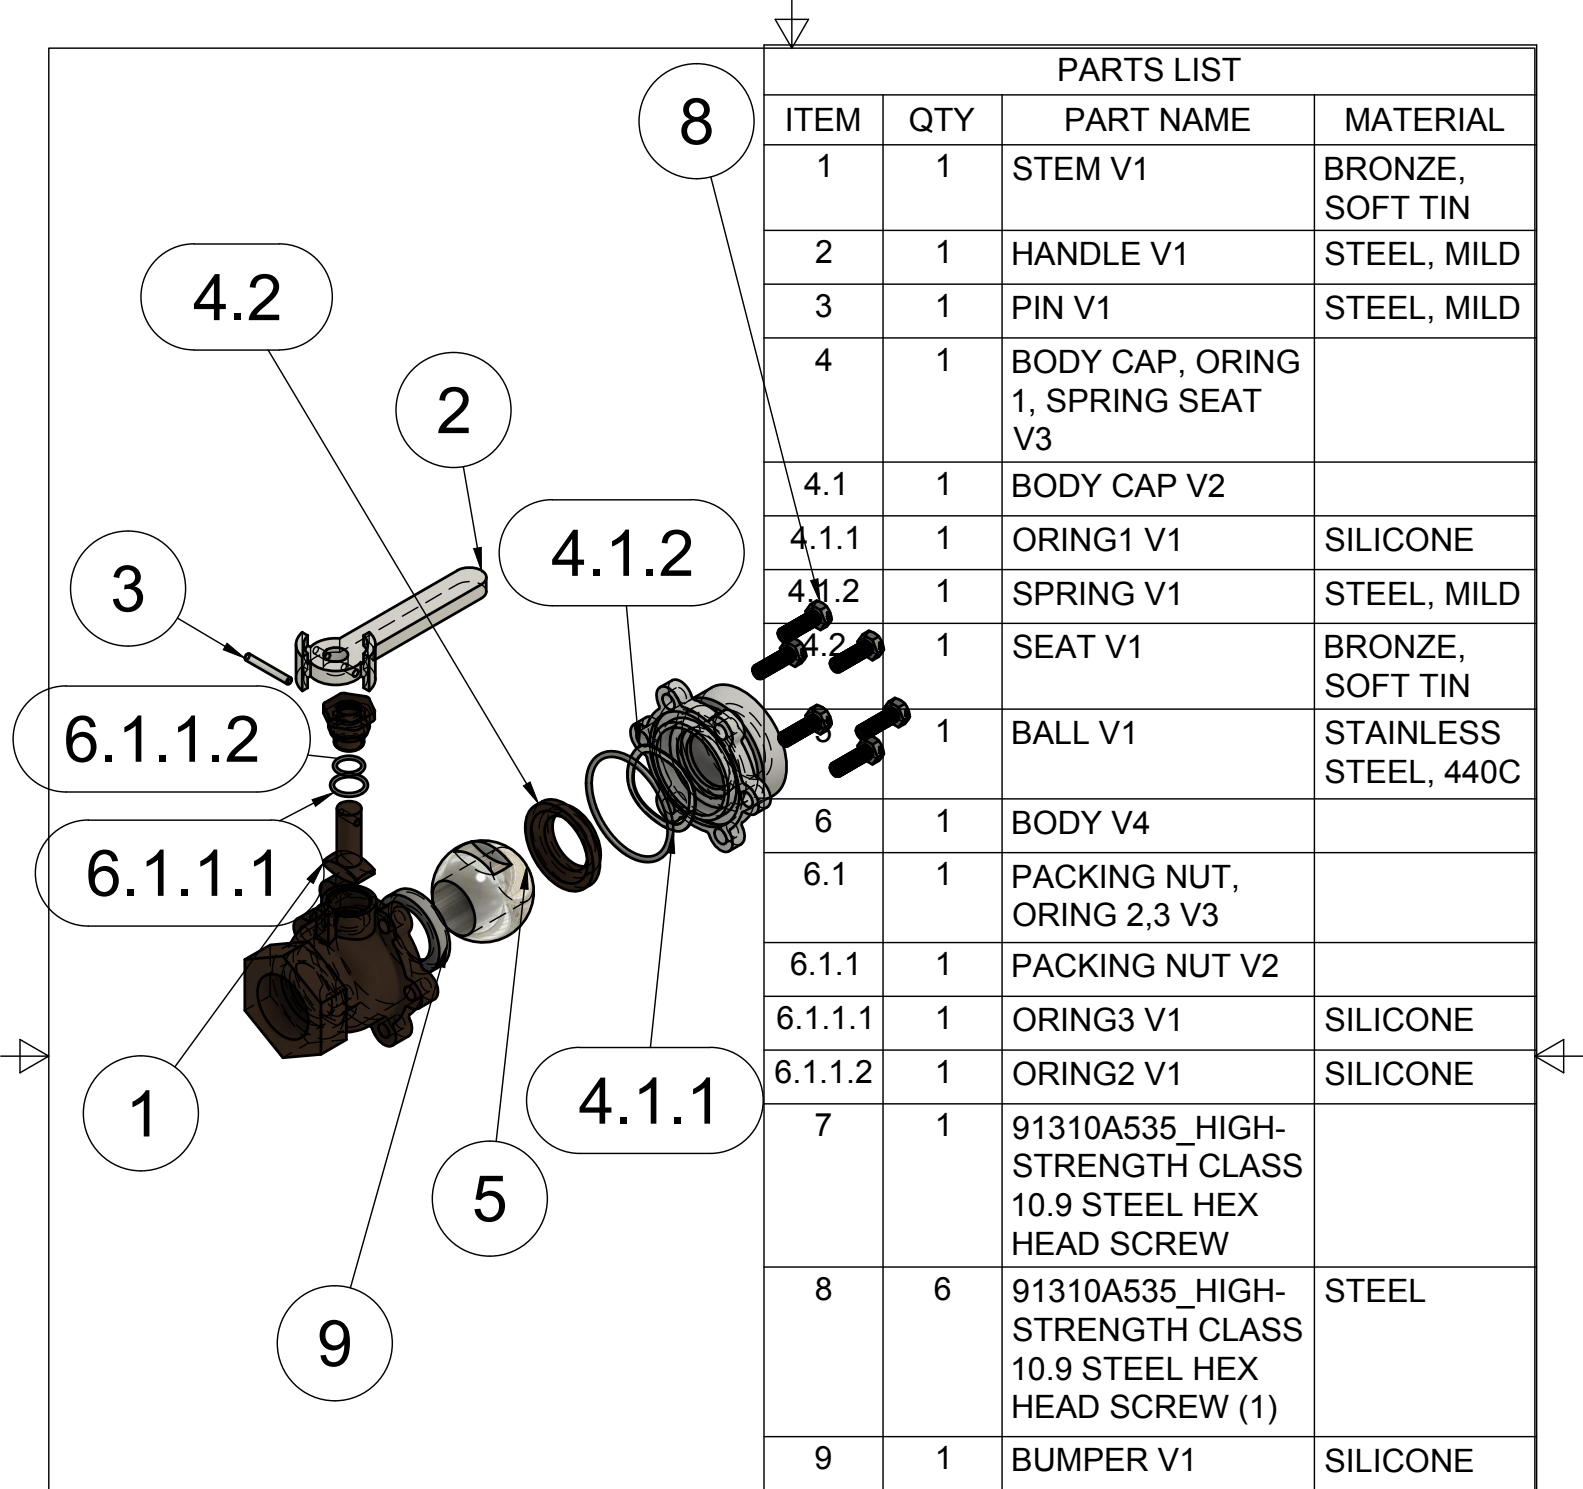 PARTS LIST
ITEM QTY PART NAME MATERIAL
1 1 STEM V1 BRONZE,
SOFT TIN
2 1 HANDLE V1 STEEL, MILD
3 1 PIN V1 STEEL, MILD
4 1 BODY CAP, ORING
1, SPRING SEAT
V3
4.1 1 BODY CAP V2
4.1.1 1 ORING1 V1 SILICONE
4.1.2 1 SPRING V1 STEEL, MILD
4.2 1 SEAT V1 BRONZE,
SOFT TIN
5 1 BALL V1 STAINLESS
STEEL, 440C
6 1 BODY V4
6.1 1 PACKING NUT,
ORING 2,3 V3
6.1.1 1 PACKING NUT V2
6.1.1.1 1 ORING3 V1 SILICONE
6.1.1.2 1 ORING2 V1 SILICONE
7 1 91310A535_HIGH-
STRENGTH CLASS
10.9 STEEL HEX
HEAD SCREW
8 6 91310A535_HIGH- STEEL
STRENGTH CLASS
10.9 STEEL HEX
HEAD SCREW (1)
9 1 BUMPER V1 SILICONE
8
4.2
2
4.1.2
3
6.1.1.2
6.1.1.1
1
4.1.1
5
9